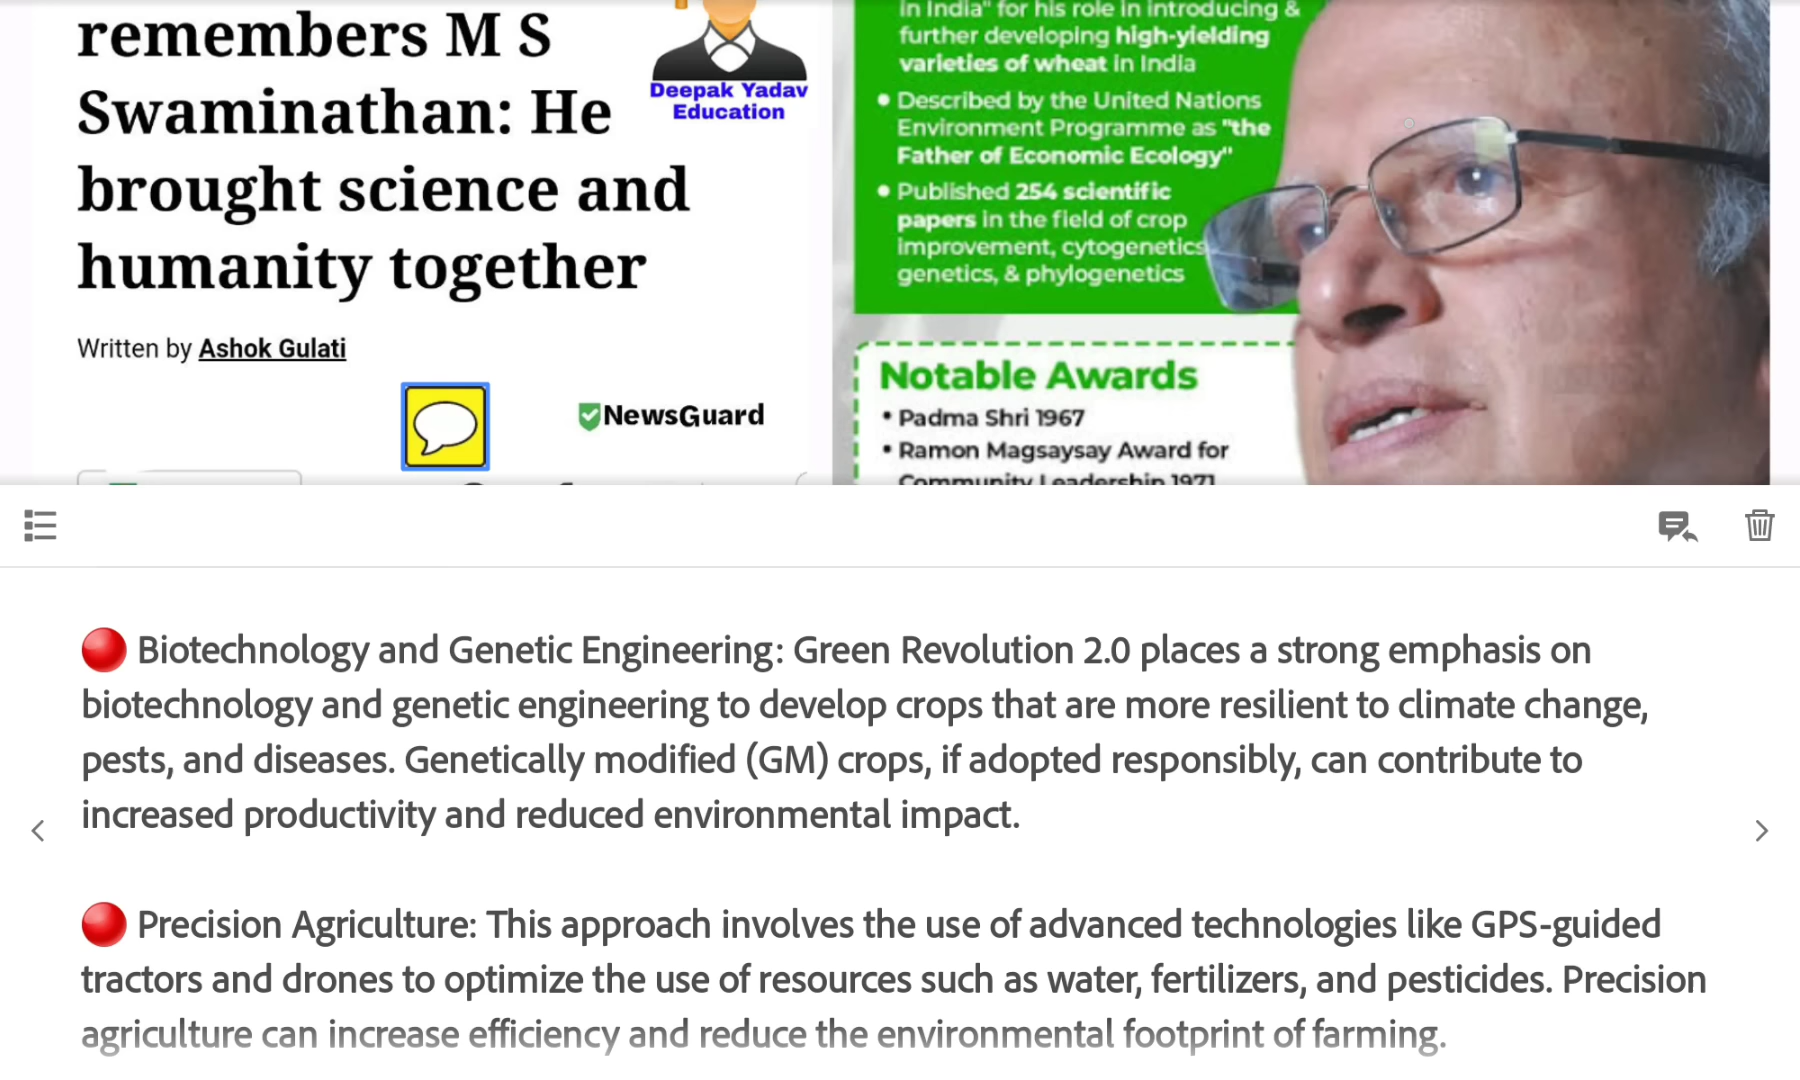 remembers M S
Swaminathan: He
brought science and
humanity together
Written by Ashok Gulati
Deepak Yadav
Education
NewsGuard
in India" for his role in introducing &
further developing high-yielding
varieties of wheat in India
• Described by the United Nations
Environment Programme as "the
Father of Economic Ecology"
• Published 254 scientific
papers in the field of crop
improvement, cytogenetics
genetics, & phylogenetics
Notable Awards
• Padma Shri 1967
• Ramon Magsaysay Award for
Community Leadership 1971
🔴 Biotechnology and Genetic Engineering: Green Revolution 2.0 places a strong emphasis on
biotechnology and genetic engineering to develop crops that are more resilient to climate change,
pests, and diseases. Genetically modified (GM) crops, if adopted responsibly, can contribute to
increased productivity and reduced environmental impact.
🔴 Precision Agriculture: This approach involves the use of advanced technologies like GPS-guided
tractors and drones to optimize the use of resources such as water, fertilizers, and pesticides. Precision
agriculture can increase efficiency and reduce the environmental footprint of farming.